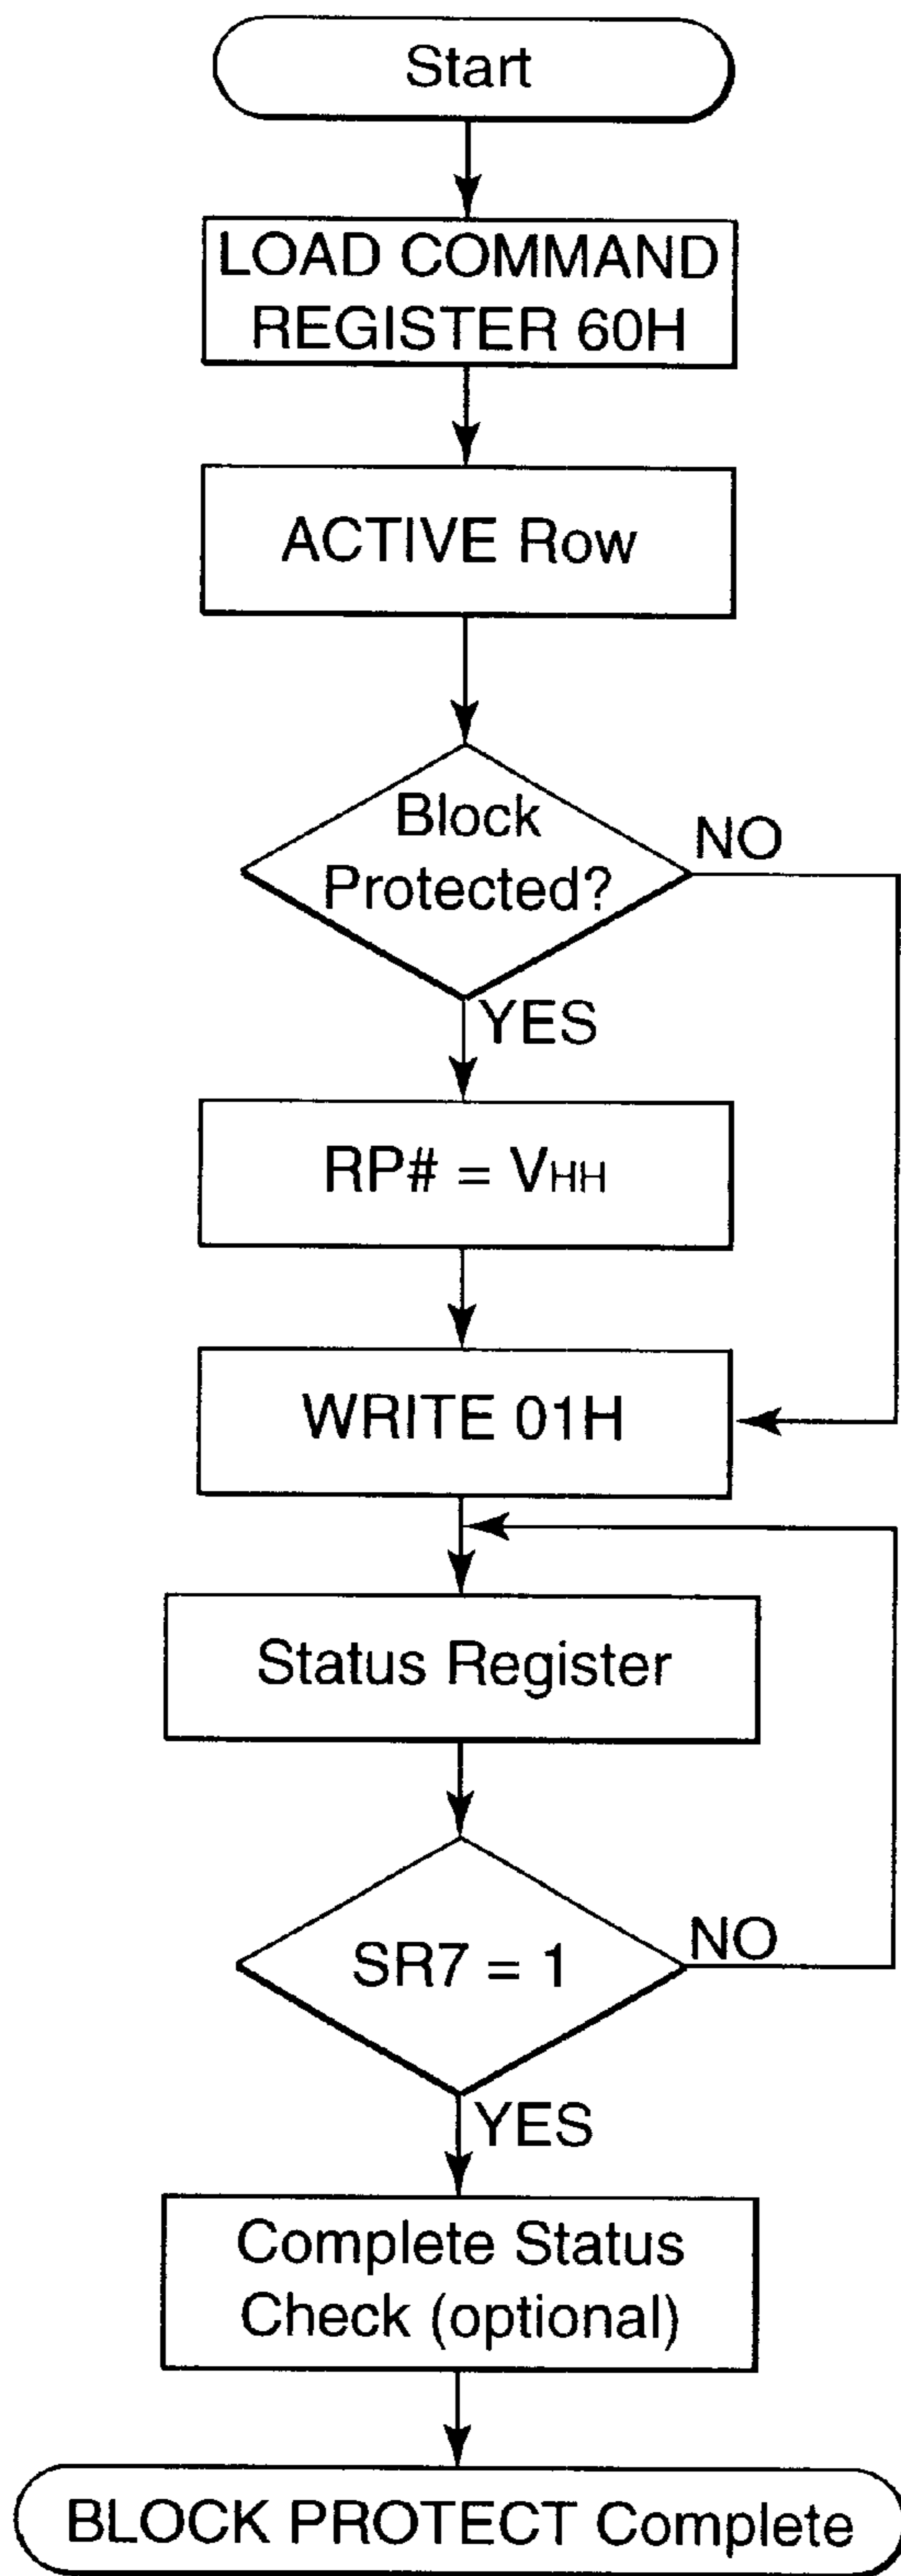 Start
LOAD COMMAND
REGISTER 60H
ACTIVE Row
Block
Protected?
NO
YES
RP# = VHH
WRITE 01H
Status Register
SR7 = 1
NO
YES
Complete Status
Check (optional)
BLOCK PROTECT Complete